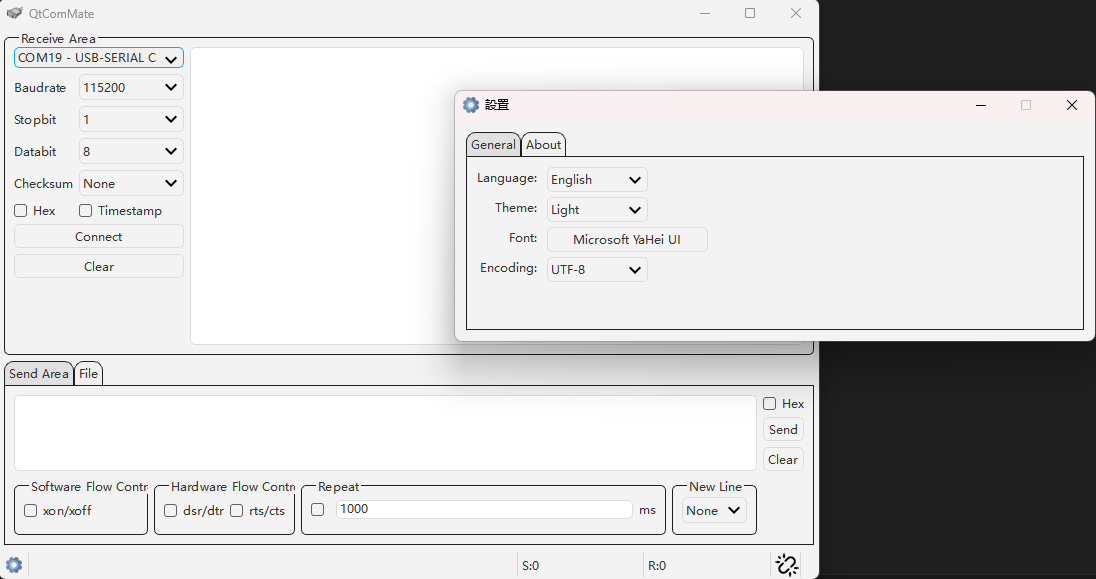 QtComMate
Receive Area
COM19 - USB-SERIAL C
Baudrate 115200
Stopbit 1
Databit 8
Checksum None
Hex Timestamp
Connect
Clear
設置
General About
Language: English
Theme: Light
Font: Microsoft YaHei UI
Encoding: UTF-8
Send Area File
Hex
Send
Clear
Software Flow Contr
xon/xoff
Hardware Flow Contr
dsr/dtr rts/cts
Repeat
1000 ms
New Line
None
S:0 R:0